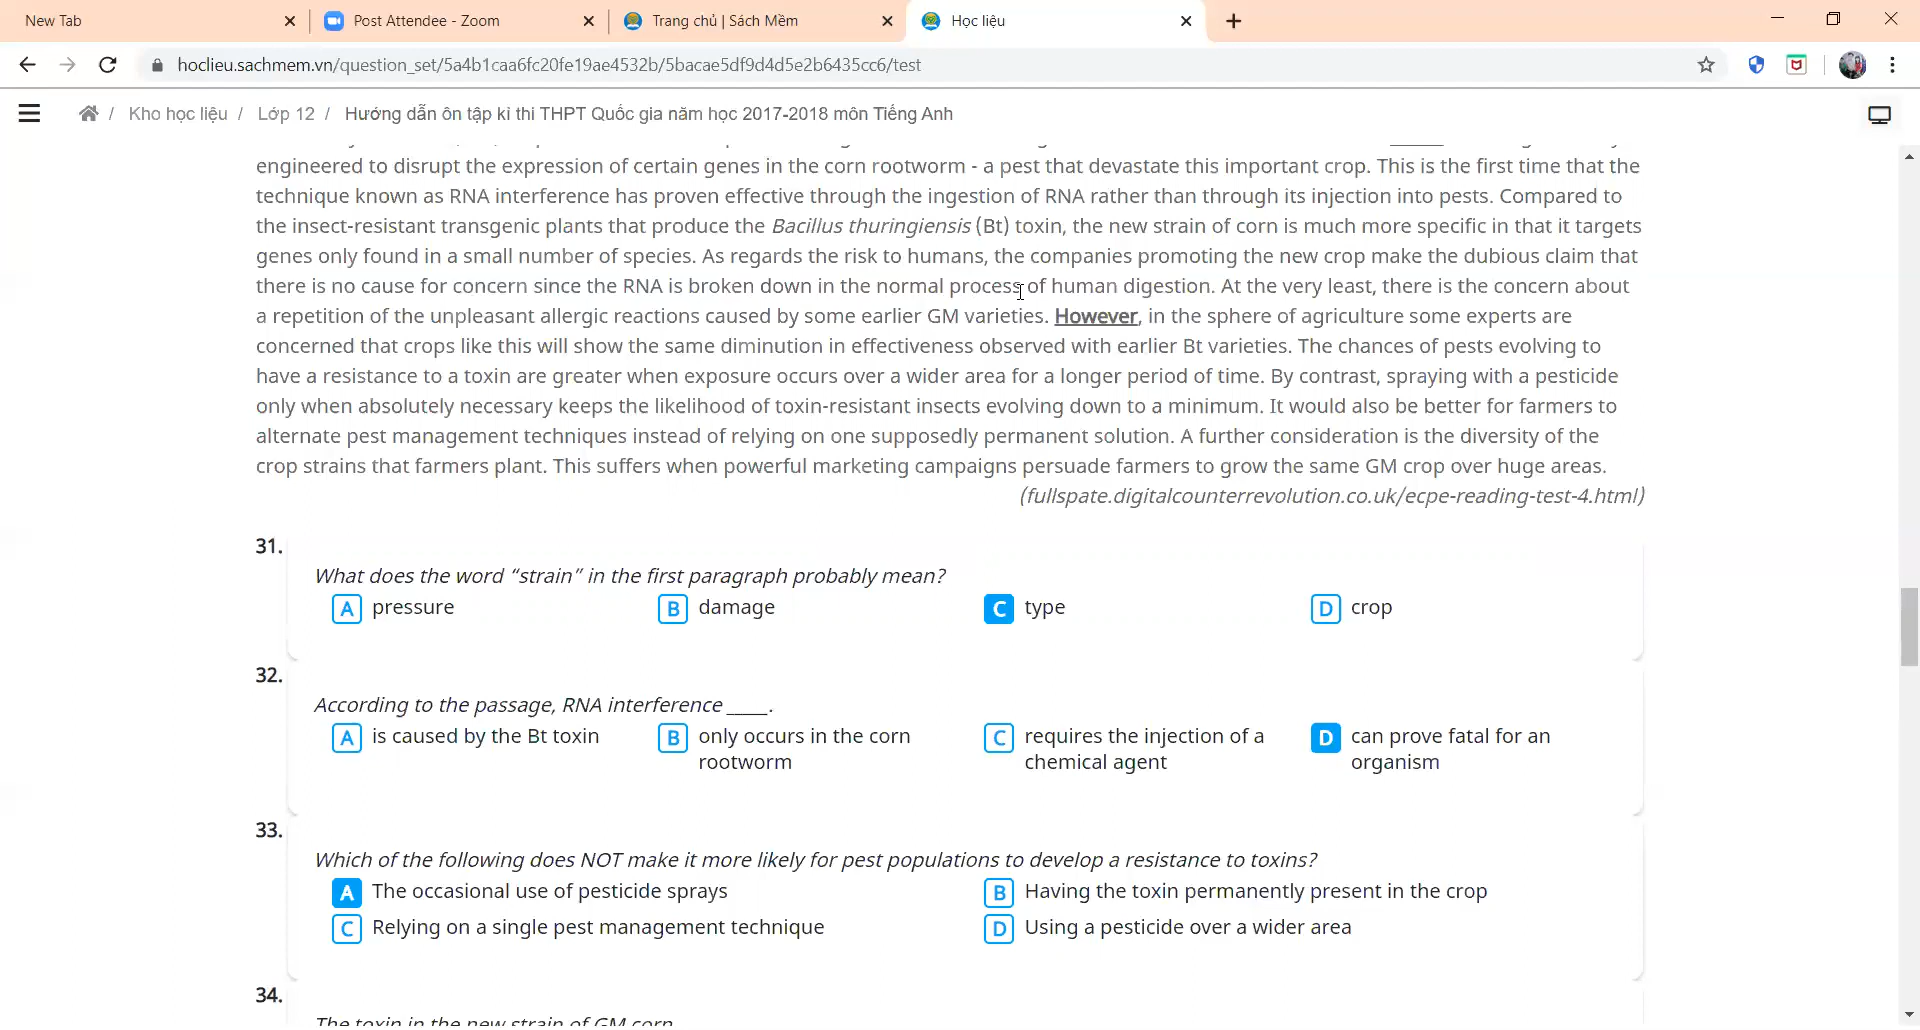 New Tab
Post Attendee - Zoom
Trang chủ | Sách Mềm
Học liệu
hoclieu.sachmem.vn/question_set/5a4b1caa6fc20fe19ae4532b/5bacae5df9d4d5e2b6435cc6/test
/ Kho học liệu / Lớp 12 / Hướng dẫn ôn tập kì thi THPT Quốc gia năm học 2017-2018 môn Tiếng Anh
engineered to disrupt the expression of certain genes in the corn rootworm - a pest that devastate this important crop. This is the first time that the
technique known as RNA interference has proven effective through the ingestion of RNA rather than through its injection into pests. Compared to
the insect-resistant transgenic plants that produce the Bacillus thuringiensis (Bt) toxin, the new strain of corn is much more specific in that it targets
genes only found in a small number of species. As regards the risk to humans, the companies promoting the new crop make the dubious claim that
there is no cause for concern since the RNA is broken down in the normal process of human digestion. At the very least, there is the concern about
a repetition of the unpleasant allergic reactions caused by some earlier GM varieties. However, in the sphere of agriculture some experts are
concerned that crops like this will show the same diminution in effectiveness observed with earlier Bt varieties. The chances of pests evolving to
have a resistance to a toxin are greater when exposure occurs over a wider area for a longer period of time. By contrast, spraying with a pesticide
only when absolutely necessary keeps the likelihood of toxin-resistant insects evolving down to a minimum. It would also be better for farmers to
alternate pest management techniques instead of relying on one supposedly permanent solution. A further consideration is the diversity of the
crop strains that farmers plant. This suffers when powerful marketing campaigns persuade farmers to grow the same GM crop over huge areas.
(fullspate.digitalcounterrevolution.co.uk/ecpe-reading-test-4.html)
31.
What does the word “strain” in the first paragraph probably mean?
A pressure B damage C type D crop
32.
According to the passage, RNA interference _____.
A is caused by the Bt toxin B only occurs in the corn rootworm C requires the injection of a chemical agent D can prove fatal for an organism
33.
Which of the following does NOT make it more likely for pest populations to develop a resistance to toxins?
A The occasional use of pesticide sprays B Having the toxin permanently present in the crop
C Relying on a single pest management technique D Using a pesticide over a wider area
34.
The toxin in the new strain of GM corn